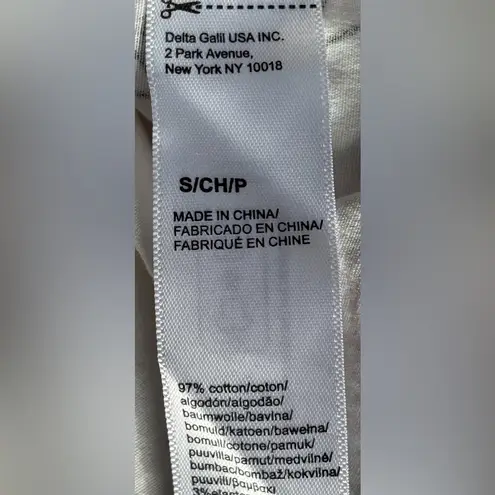 Delta Galil USA INC.
2 Park Avenue,
New York NY 10018
S/CH/P
MADE IN CHINA/
FABRICADO EN CHINA/
FABRIQUÉ EN CHINE
97% cotton/coton/
algodón/algodão/
baumwolle/bavlna/
bomuld/katoen/bawełna/
bomull/cotone/pamuk/
puuvilla/pamut/medvilnė/
bumbac/bombaž/kokvilna/
puuvill/βαμβακι